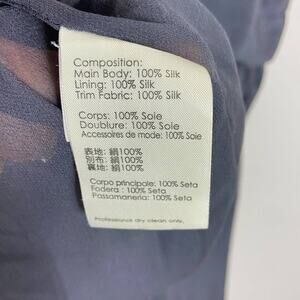 Composition:
Main Body: 100% Silk
Lining: 100% Silk
Trim Fabric: 100% Silk
Corps: 100% Soie
Doublure: 100% Soie
Accessoires de mode: 100% Soie
表地: 絹100%
別布: 絹100%
裏地: 絹100%
Corpo principale: 100% Seta
Fodera : 100% Seta
Passamaneria: 100% Seta
Professional dry clean only.